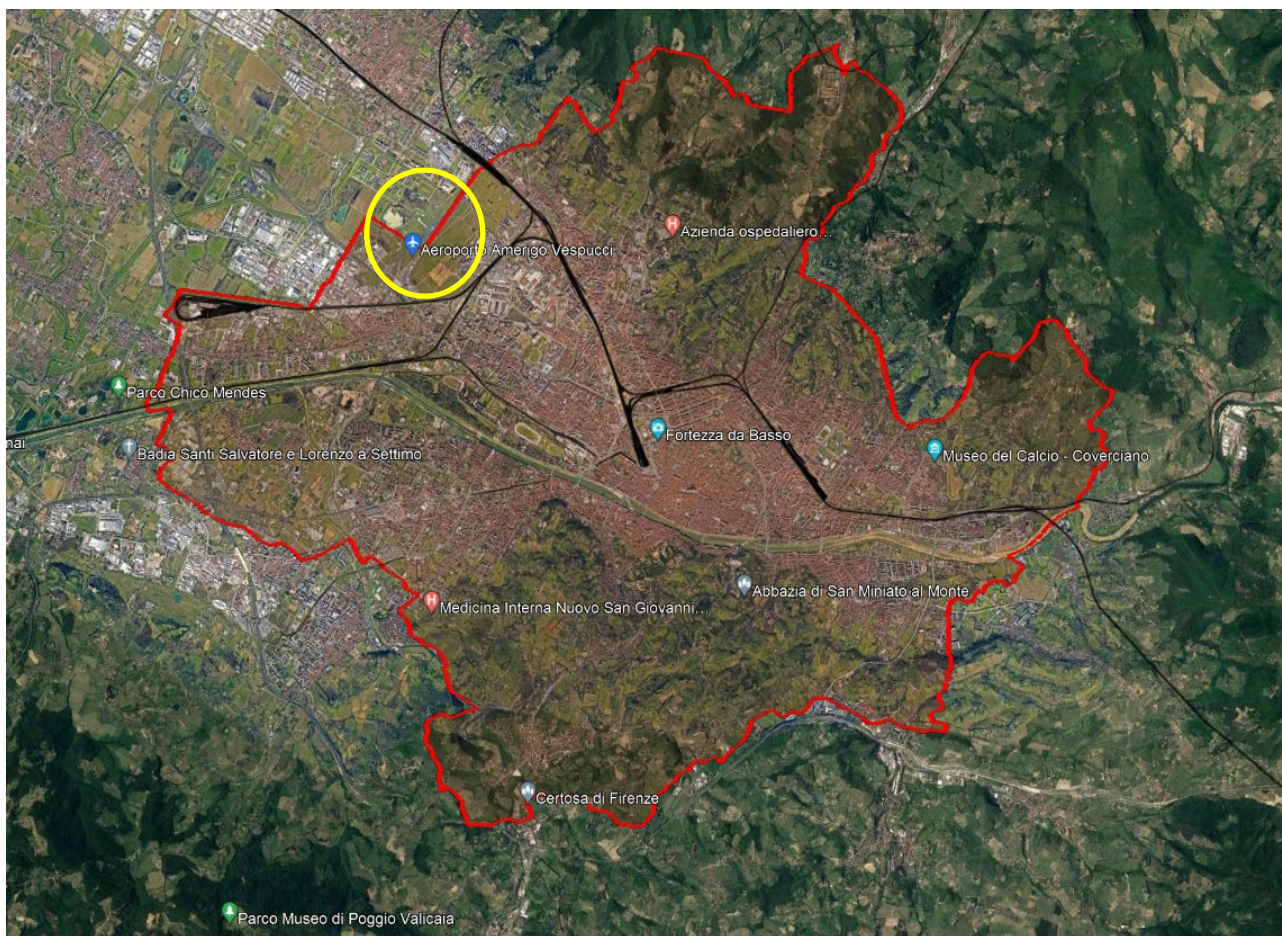 Azienda ospedaliero...
Aeroporto Amerigo Vespucci
Parco Chico Mendes
Fortezza da Basso
nai
Badia Santi Salvatore e Lorenzo a Settimo
Museo del Calcio - Coverciano
Abbazia di San Miniato al Monte
Medicina Interna Nuovo San Giovanni...
Certosa di Firenze
Parco Museo di Poggio Valicaia